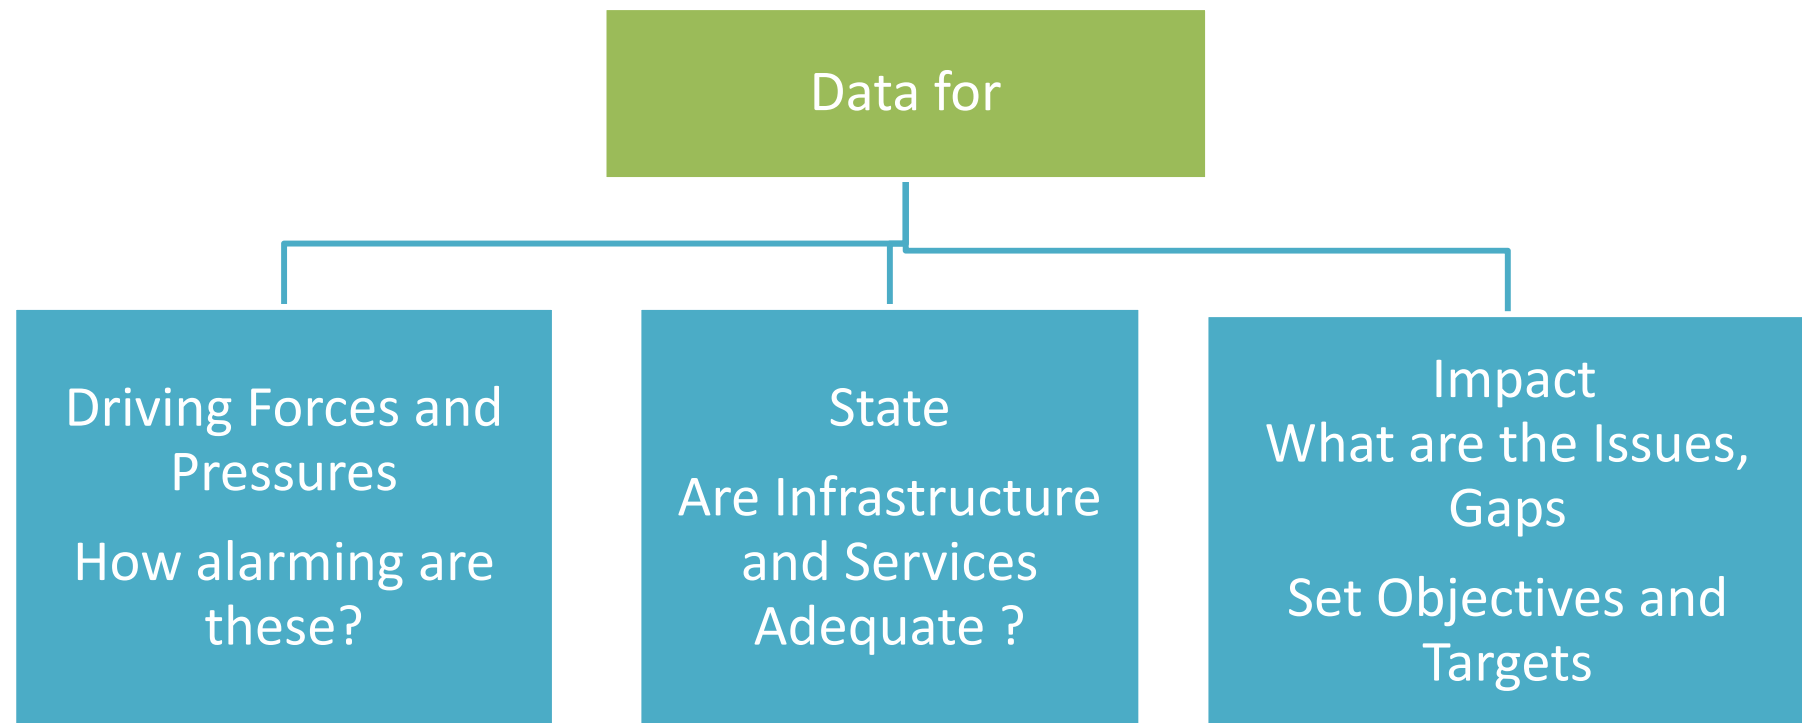 Data for
Driving Forces and
Pressures
How alarming are
these?
State
Are Infrastructure
and Services
Adequate ?
Impact
What are the Issues,
Gaps
Set Objectives and
Targets